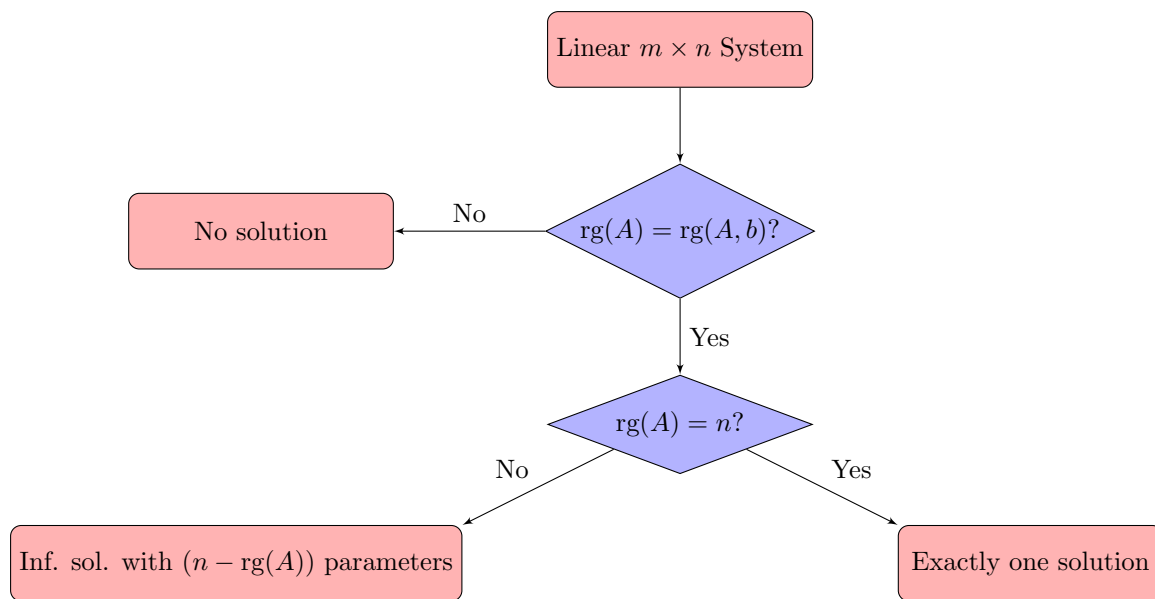 Linear m × n System
No
No solution
rg(A) = rg(A, b)?
Yes
rg(A) = n?
No
Yes
Inf. sol. with (n − rg(A)) parameters
Exactly one solution